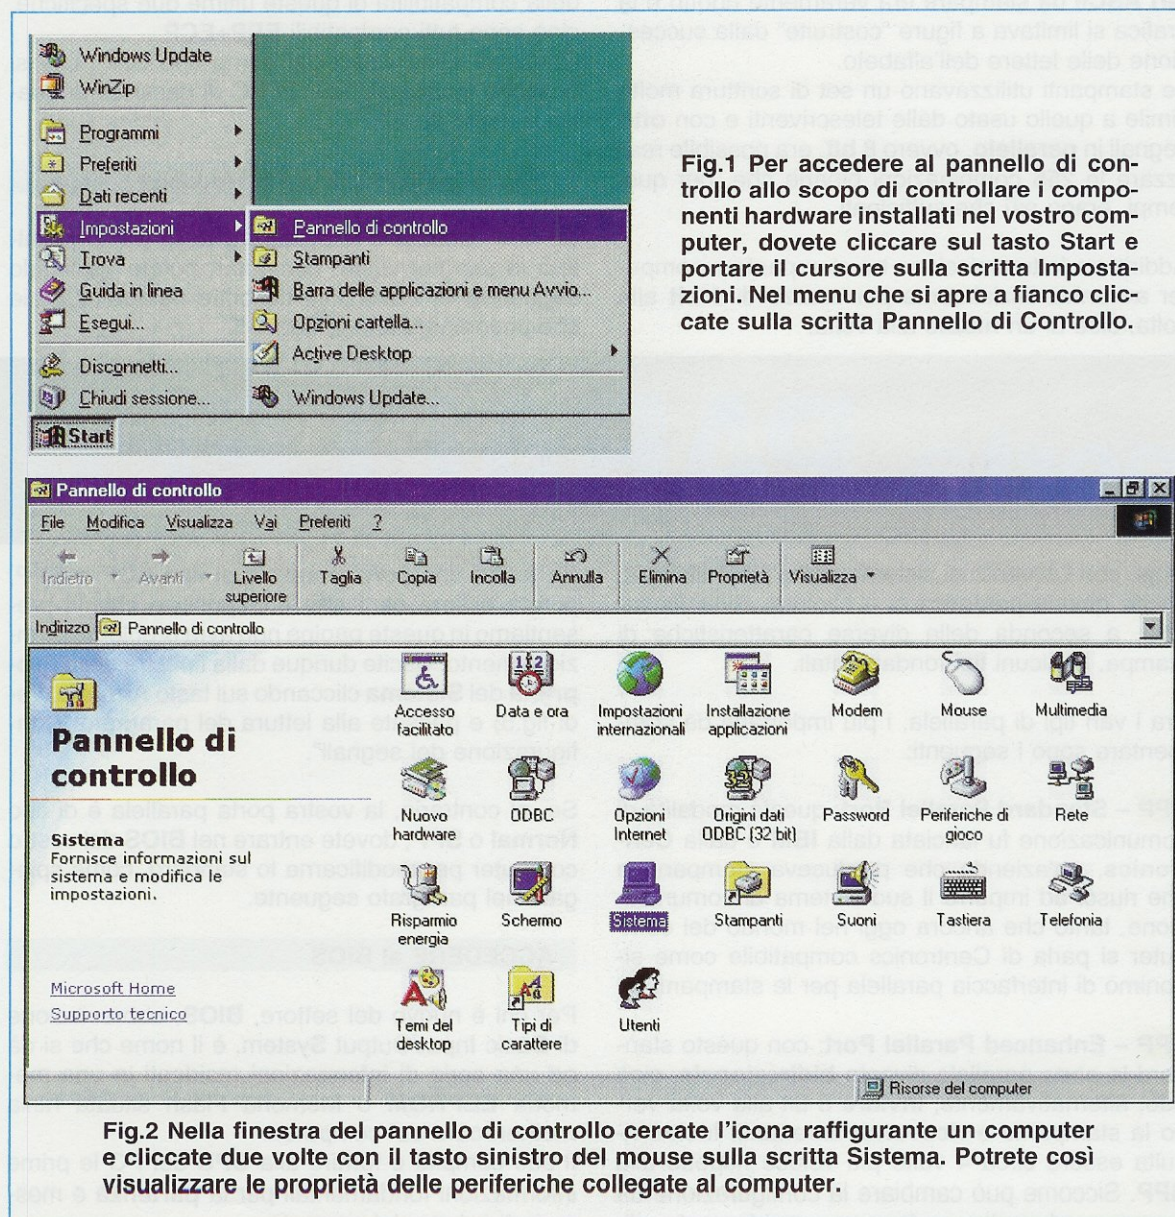 Windows Update
WinZip
Programmi
Preferiti
Dati recenti
Impostazioni
Trova
Guida in linea
Esegui...
Disconnetti...
Chiudi sessione...
Start
Pannello di controllo
Stampanti
Barra delle applicazioni e menu Avvio...
Opzioni cartella...
Active Desktop
Windows Update...
Fig.1 Per accedere al pannello di con-
trollo allo scopo di controllare i compo-
nenti hardware installati nel vostro com-
puter, dovete cliccare sul tasto Start e
portare il cursore sulla scritta Imposta-
zioni. Nel menu che si apre a fianco clic-
cate sulla scritta Pannello di Controllo.
Pannello di controllo
File Modifica Visualizza Vai Preferiti ?
Indietro Avanti Livello superiore Taglia Copia Incolla Annulla Elimina Proprietà Visualizza
Indirizzo Pannello di controllo
Pannello di
controllo
Sistema
Fornisce informazioni sul
sistema e modifica le
impostazioni.
Microsoft Home
Supporto tecnico
Accesso facilitato
Data e ora
Impostazioni internazionali
Installazione applicazioni
Modem
Mouse
Multimedia
Nuovo hardware
ODBC
Opzioni Internet
Origini dati ODBC (32 bit)
Password
Periferiche di gioco
Rete
Risparmio energia
Schermo
Sistema
Stampanti
Suoni
Tastiera
Telefonia
Temi del desktop
Tipi di carattere
Utenti
Risorse del computer
Fig.2 Nella finestra del pannello di controllo cercate l'icona raffigurante un computer
e cliccate due volte con il tasto sinistro del mouse sulla scritta Sistema. Potrete così
visualizzare le proprietà delle periferiche collegate al computer.